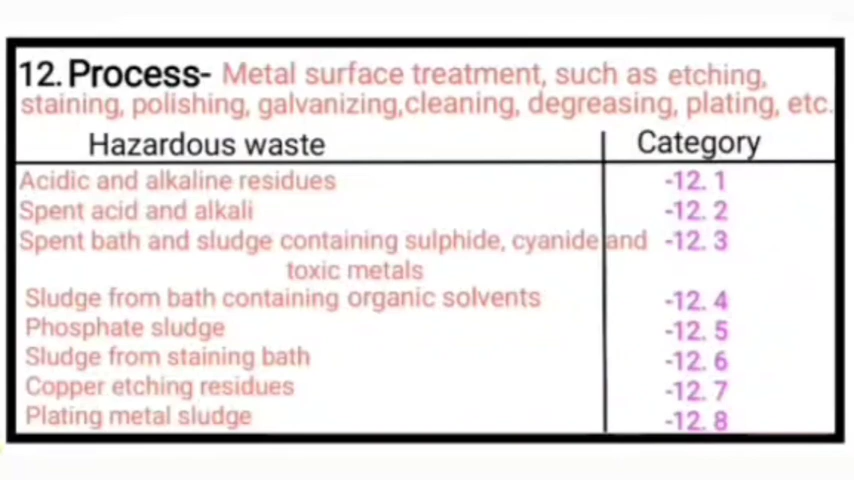 12. Process- Metal surface treatment, such as etching,
staining, polishing, galvanizing,cleaning, degreasing, plating, etc.
Hazardous waste Category
Acidic and alkaline residues -12. 1
Spent acid and alkali -12. 2
Spent bath and sludge containing sulphide, cyanide and -12. 3
toxic metals
Sludge from bath containing organic solvents -12. 4
Phosphate sludge -12. 5
Sludge from staining bath -12. 6
Copper etching residues -12. 7
Plating metal sludge -12. 8